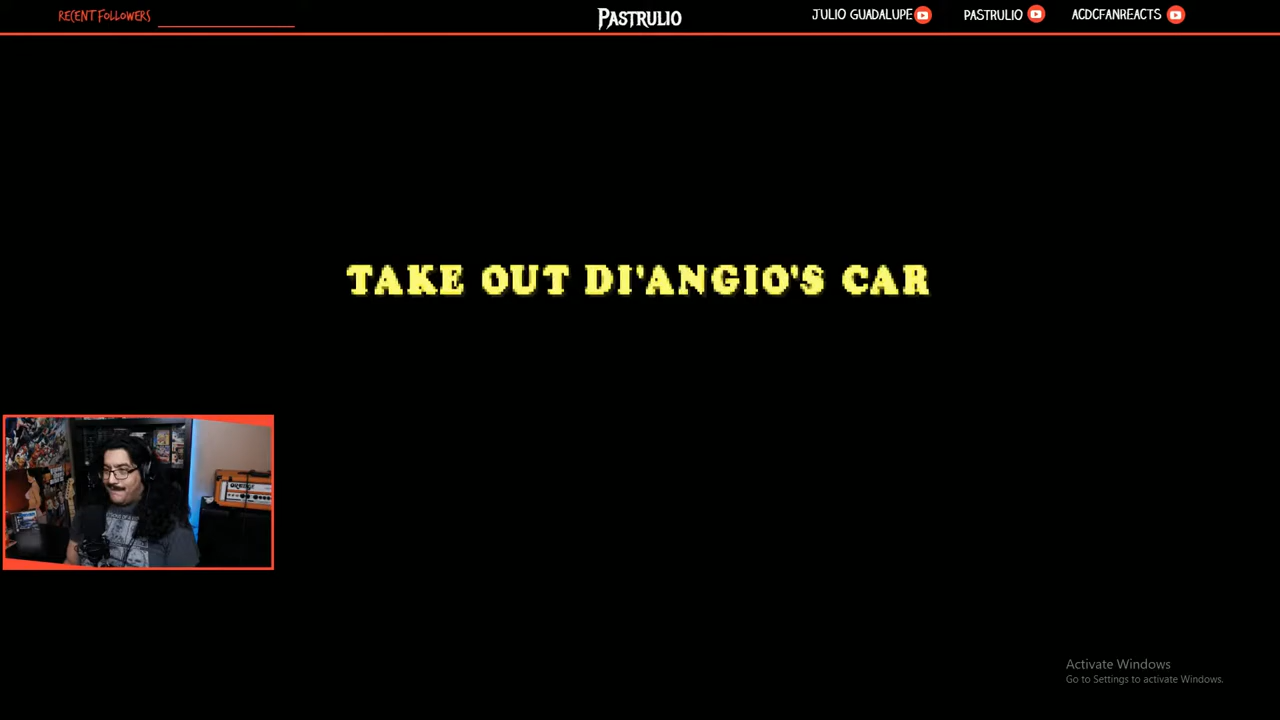 RECENT FOLLOWERS
PASTRULIO
JULIO GUADALUPE
PASTRULIO
ACDCFANREACTS
TAKE OUT DI'ANGIO'S CAR
Activate Windows
Go to Settings to activate Windows.